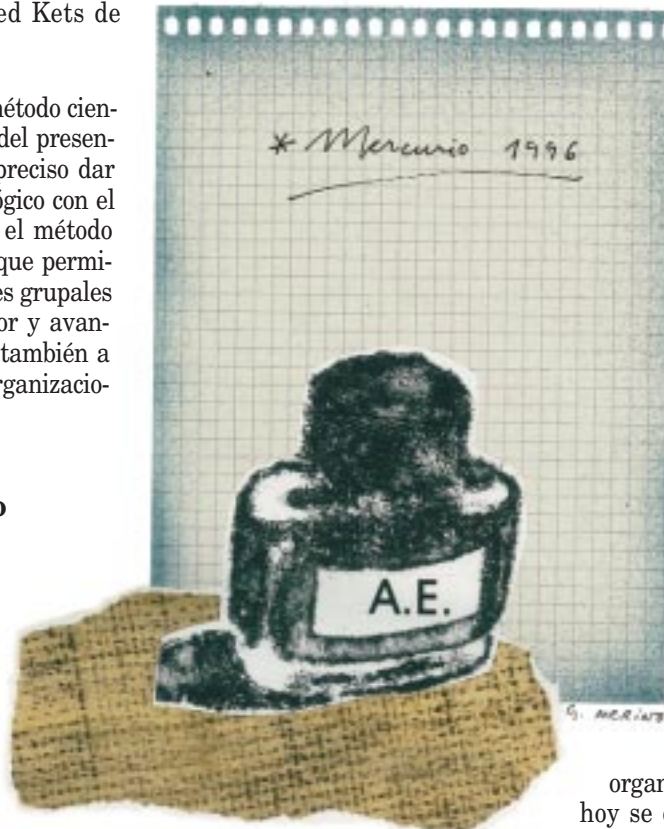 ed Kets de
método cien-
del presen-
preciso dar
ógico con el
el método
que permi-
es grupales
or y avan-
también a
rganizacio-
o
* Mercurio 1996
A.E.
G. MERINO
organ
hoy se